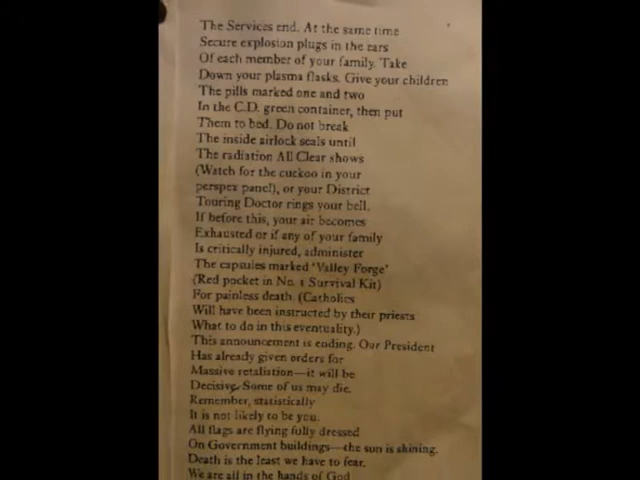 The Services end. At the same time
Secure explosion plugs in the ears
Of each member of your family. Take
Down your plasma flasks. Give your children
The pills marked one and two
In the C.D. green container, then put
Them to bed. Do not break
The inside airlock seals until
The radiation All Clear shows
(Watch for the cuckoo in your
perspex panel), or your District
Touring Doctor rings your bell.
If before this, your air becomes
Exhausted or if any of your family
Is critically injured, administer
The capsules marked 'Valley Forge'
(Red pocket in No. 1 Survival Kit)
For painless death. (Catholics
Will have been instructed by their priests
What to do in this eventuality.)
This announcement is ending. Our President
Has already given orders for
Massive retaliation—it will be
Decisive. Some of us may die.
Remember, statistically
It is not likely to be you.
All flags are flying fully dressed
On Government buildings—the sun is shining.
Death is the least we have to fear.
We are all in the hands of God